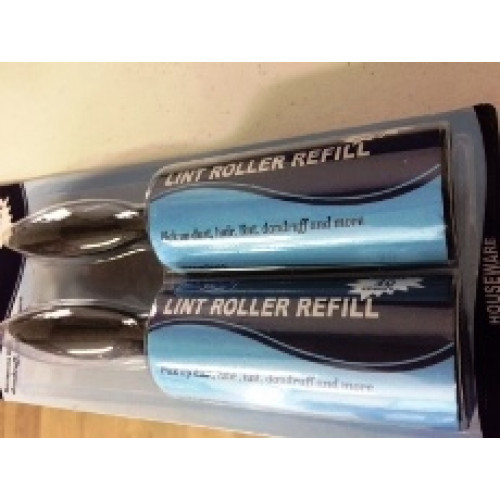 LINT ROLLER REFILL
Pick up dust, hair, lint, dandruff and more
LINT ROLLER REFILL
Pick up dust, hair, lint, dandruff and more
HOUSEWARE